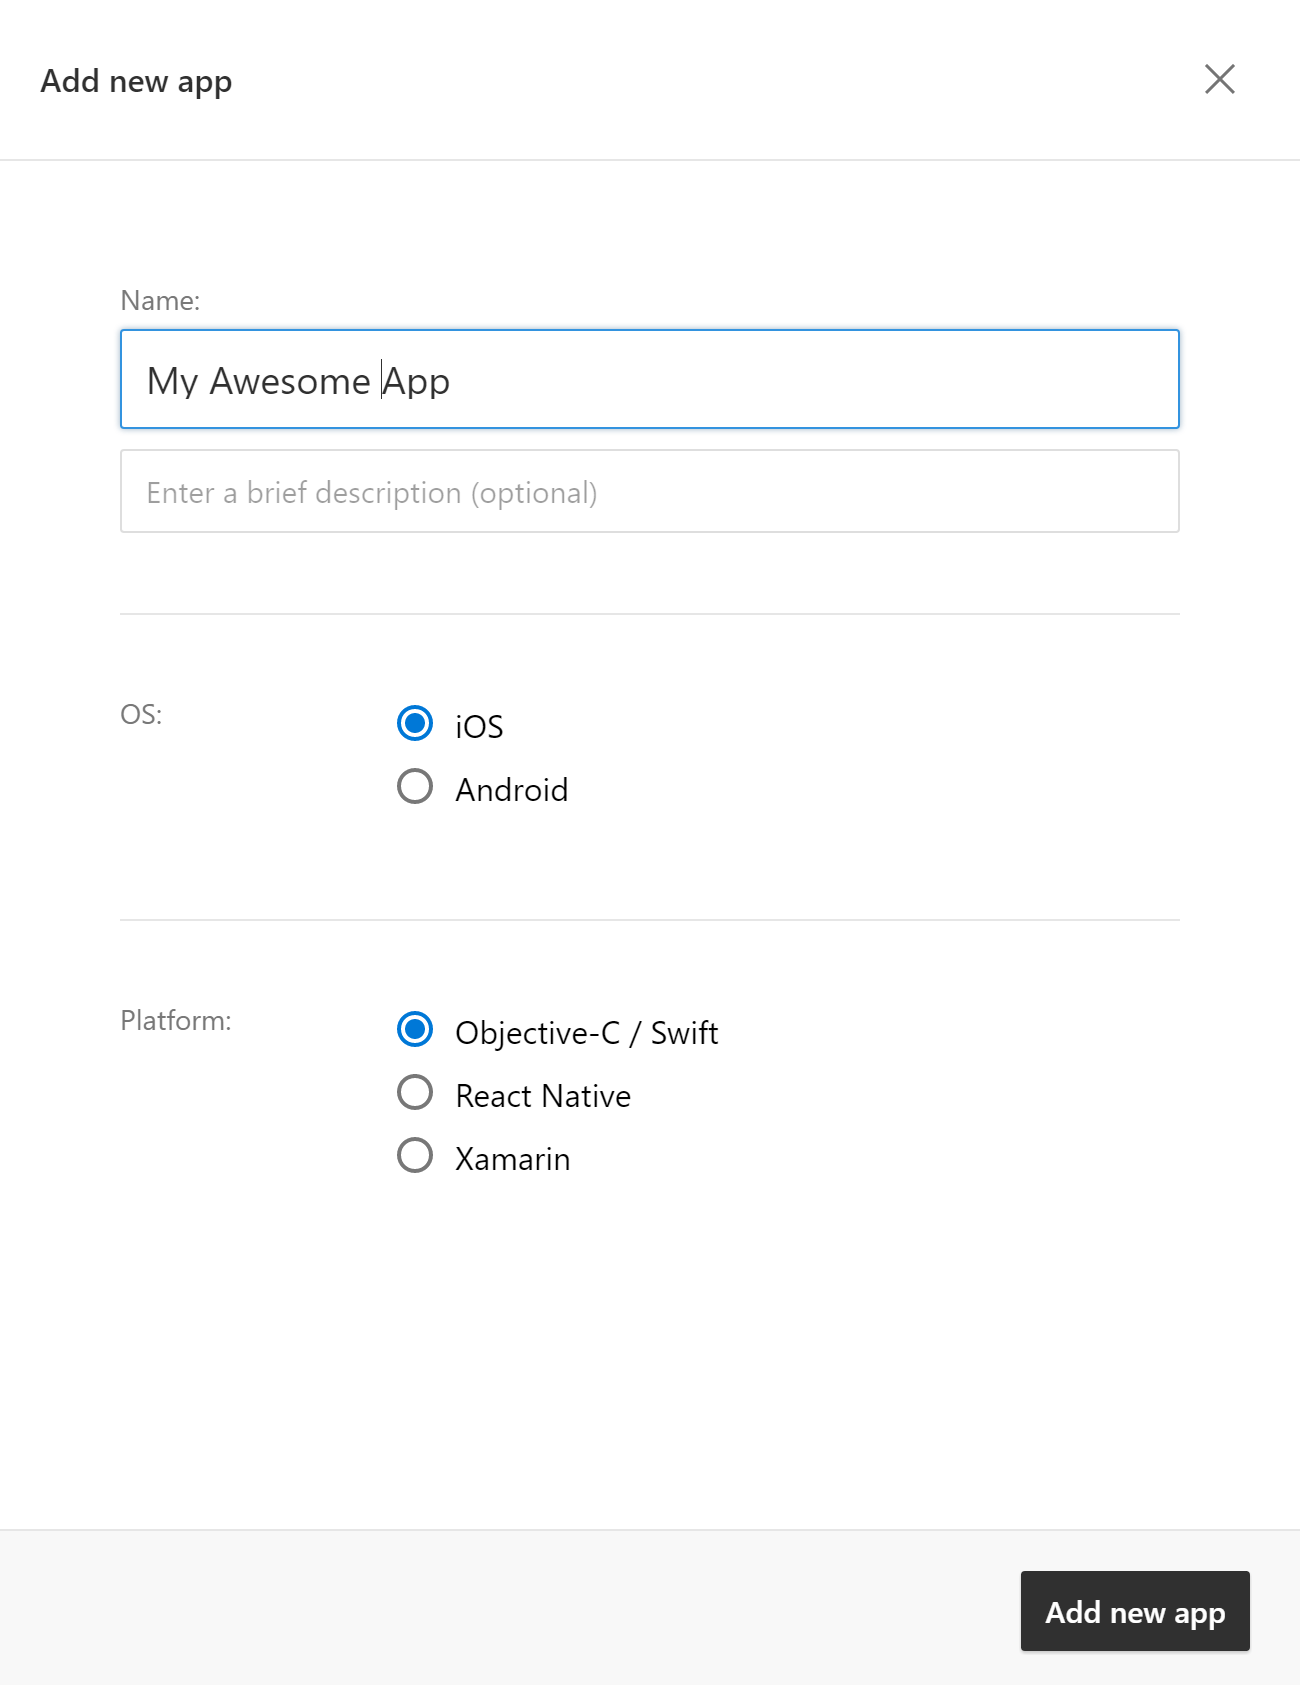 Add new app
Name:
My Awesome App
Enter a brief description (optional)
OS:
iOS
Android
Platform:
Objective-C / Swift
React Native
Xamarin
Add new app